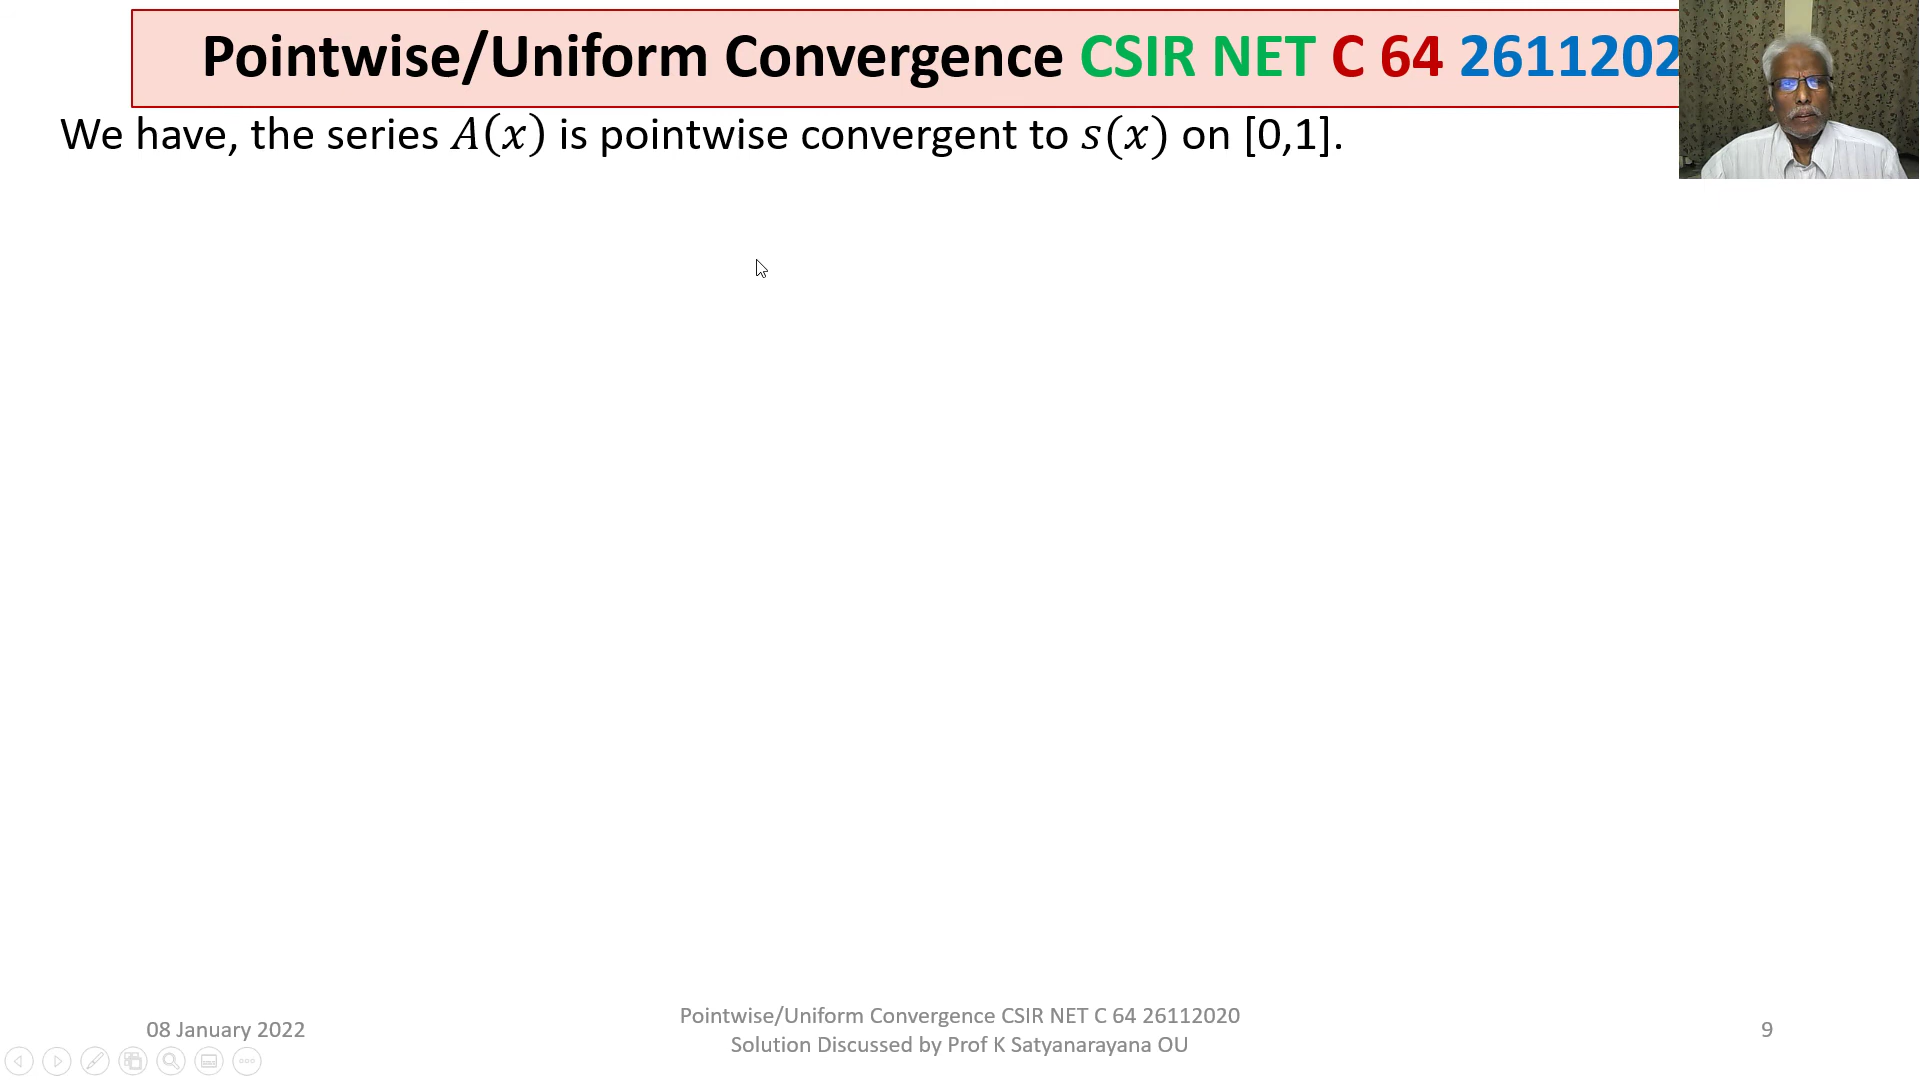 Pointwise/Uniform Convergence CSIR NET C 64 2611202
We have, the series A(x) is pointwise convergent to s(x) on [0,1].
08 January 2022
Pointwise/Uniform Convergence CSIR NET C 64 26112020
Solution Discussed by Prof K Satyanarayana OU
9